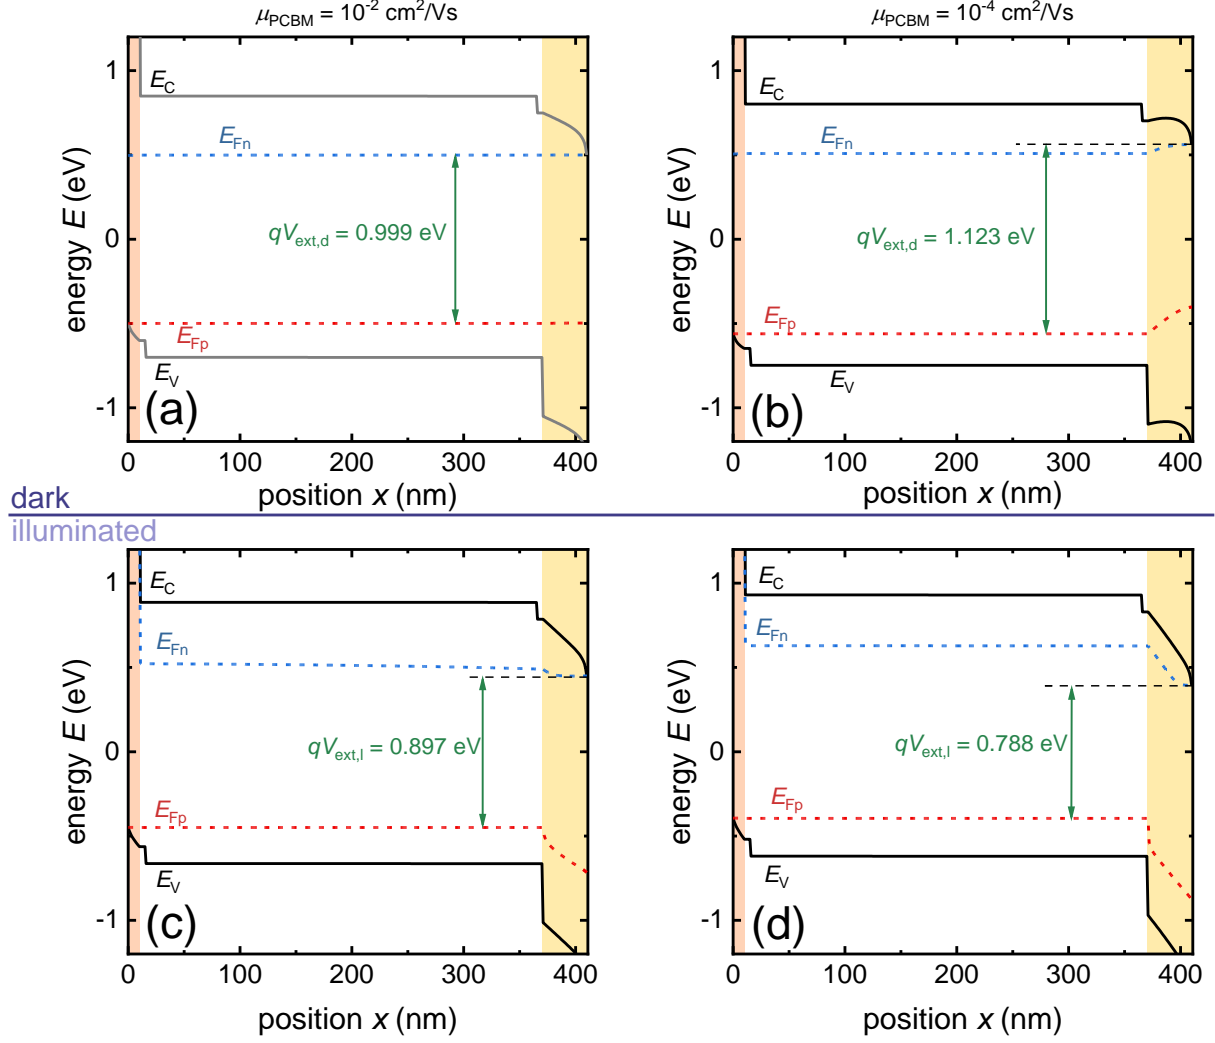 μPCBM = 10-2 cm2/Vs
μPCBM = 10-4 cm2/Vs
energy E (eV)
1
0
-1
EC
EFn
qVext,d = 0.999 eV
EFp
EV
(a)
0 100 200 300 400
position x (nm)
energy E (eV)
1
0
-1
EC
EFn
qVext,d = 1.123 eV
EFp
EV
(b)
0 100 200 300 400
position x (nm)
dark
illuminated
energy E (eV)
1
0
-1
EC
EFn
qVext,l = 0.897 eV
EFp
EV
(c)
0 100 200 300 400
position x (nm)
energy E (eV)
1
0
-1
EC
EFn
qVext,l = 0.788 eV
EFp
EV
(d)
0 100 200 300 400
position x (nm)